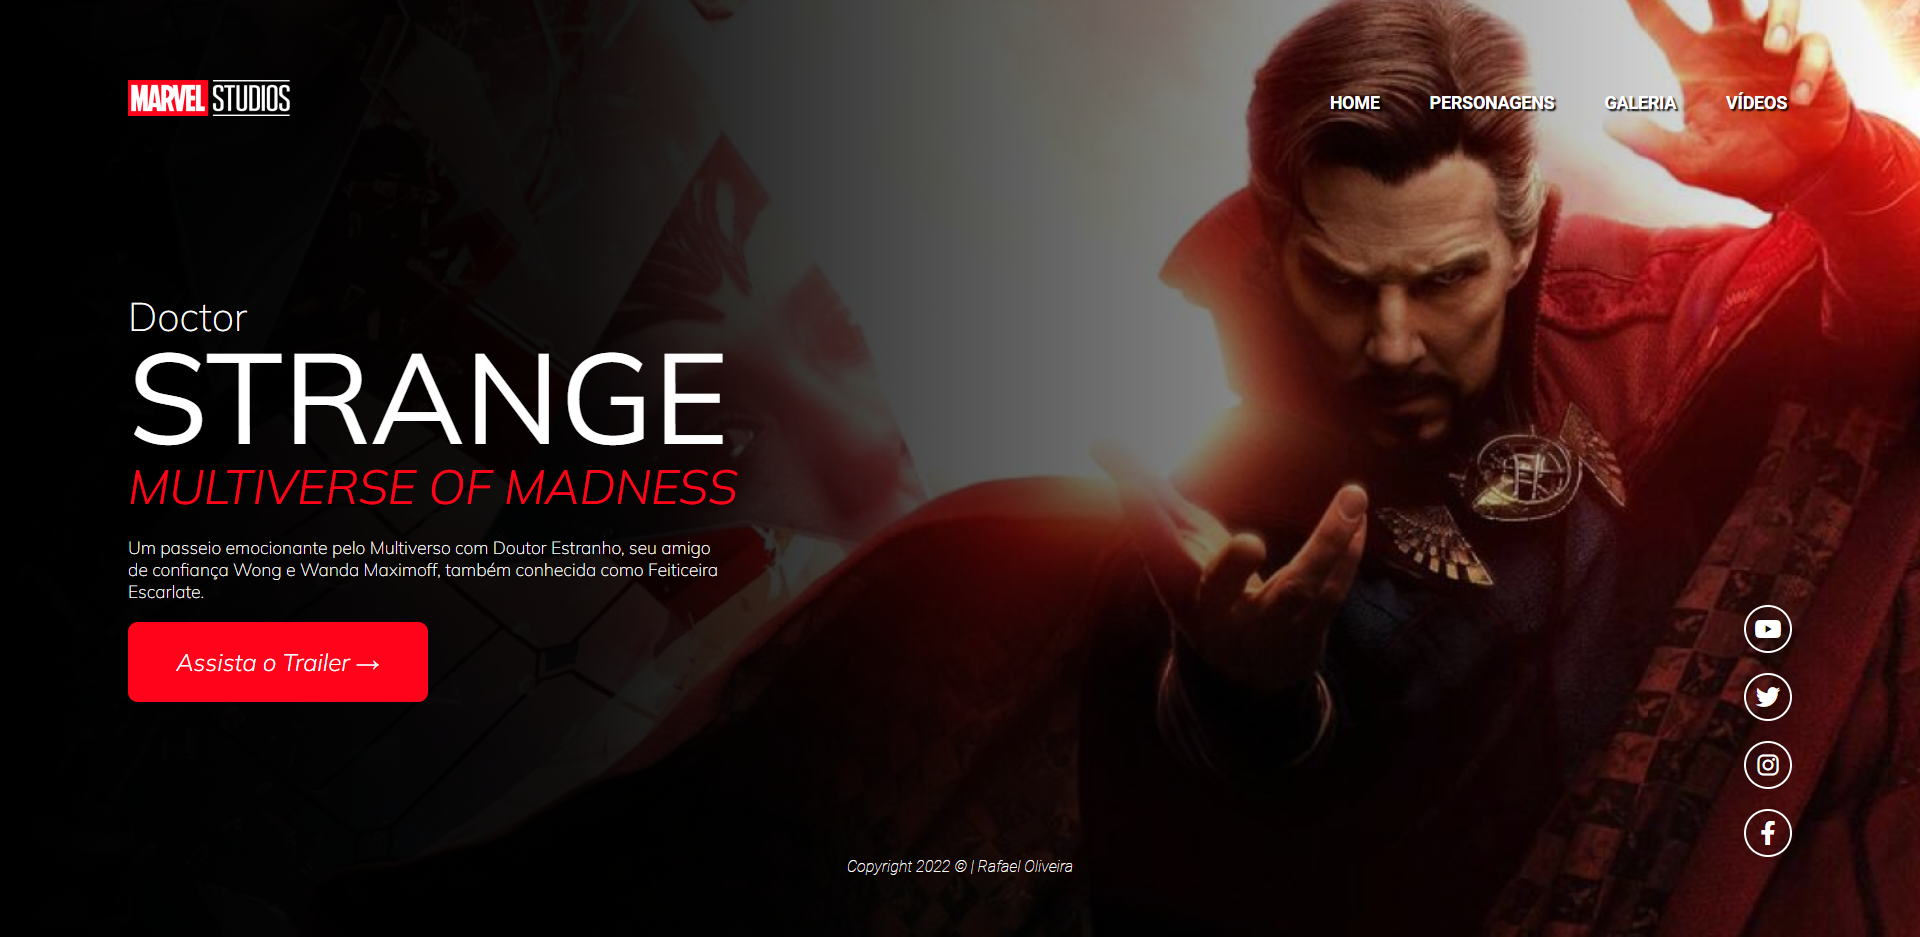 MARVEL STUDIOS
HOME PERSONAGENS GALERIA VÍDEOS
Doctor
STRANGE
MULTIVERSE OF MADNESS
Um passeio emocionante pelo Multiverso com Doutor Estranho, seu amigo
de confiança Wong e Wanda Maximoff, também conhecida como Feiticeira
Escarlate.
Assista o Trailer →
Copyright 2022 © | Rafael Oliveira